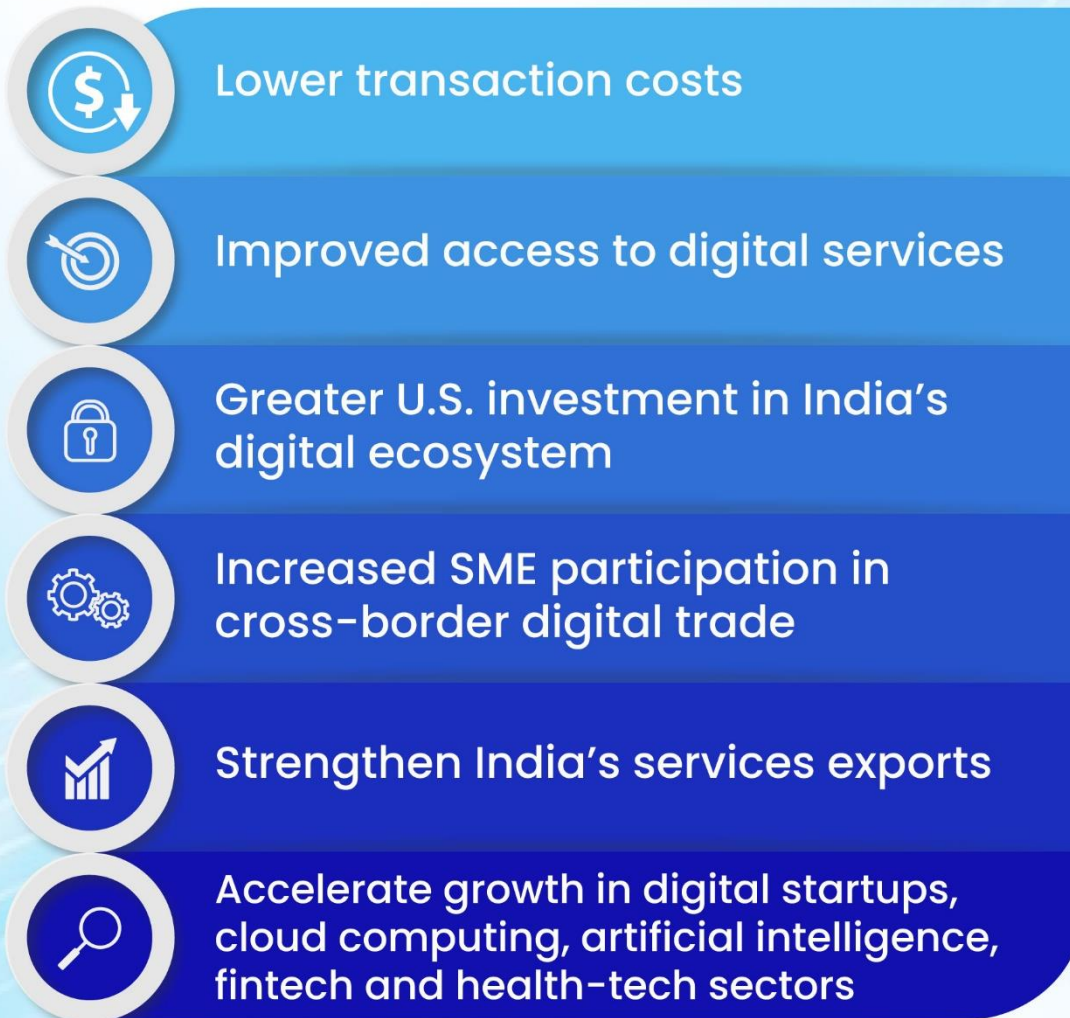 Lower transaction costs
Improved access to digital services
Greater U.S. investment in India's
digital ecosystem
Increased SME participation in
cross-border digital trade
Strengthen India's services exports
Accelerate growth in digital startups,
cloud computing, artificial intelligence,
fintech and health-tech sectors